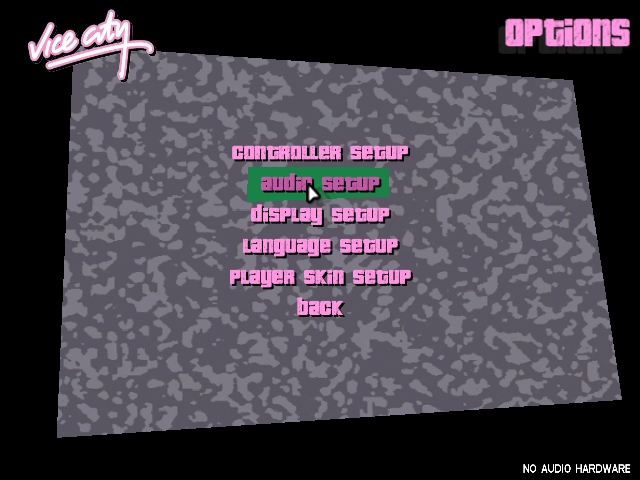 vice city
OPTIONS
CONTROLLER SETUP
audio setup
DISPLAY SETUP
LANGUAGE SETUP
PLAYER SKIN SETUP
BACK
NO AUDIO HARDWARE